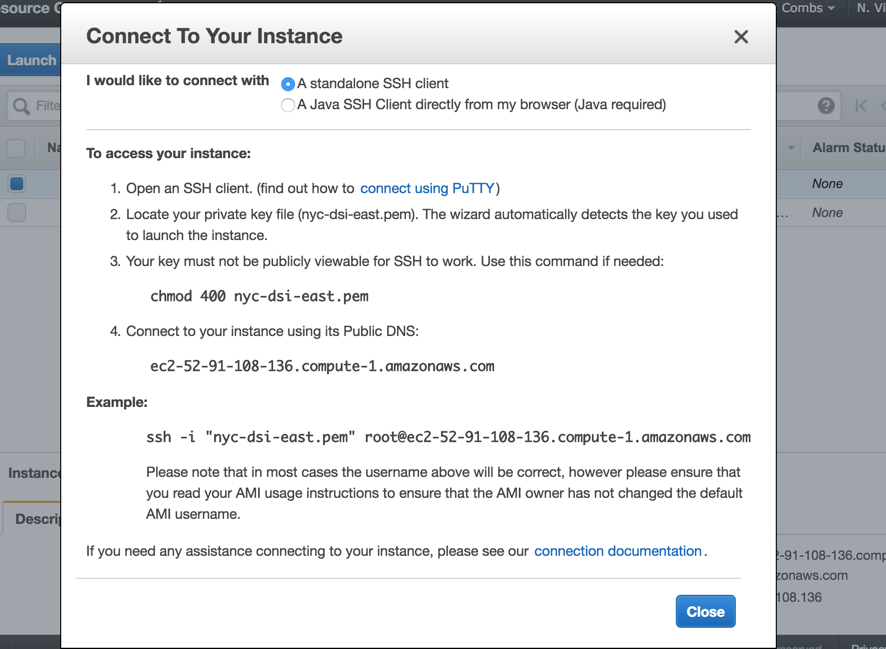 source
Combs
N. Vi
Connect To Your Instance
Launch
I would like to connect with
A standalone SSH client
A Java SSH Client directly from my browser (Java required)
Filte
To access your instance:
Na
Alarm Statu
1. Open an SSH client. (find out how to connect using PuTTY)
None
2. Locate your private key file (nyc-dsi-east.pem). The wizard automatically detects the key you used
to launch the instance.
... None
3. Your key must not be publicly viewable for SSH to work. Use this command if needed:
chmod 400 nyc-dsi-east.pem
4. Connect to your instance using its Public DNS:
ec2-52-91-108-136.compute-1.amazonaws.com
Example:
ssh -i "nyc-dsi-east.pem" root@ec2-52-91-108-136.compute-1.amazonaws.com
Instance
Please note that in most cases the username above will be correct, however please ensure that
you read your AMI usage instructions to ensure that the AMI owner has not changed the default
AMI username.
Descrip
If you need any assistance connecting to your instance, please see our connection documentation.
-91-108-136.comp
zonaws.com
108.136
Close